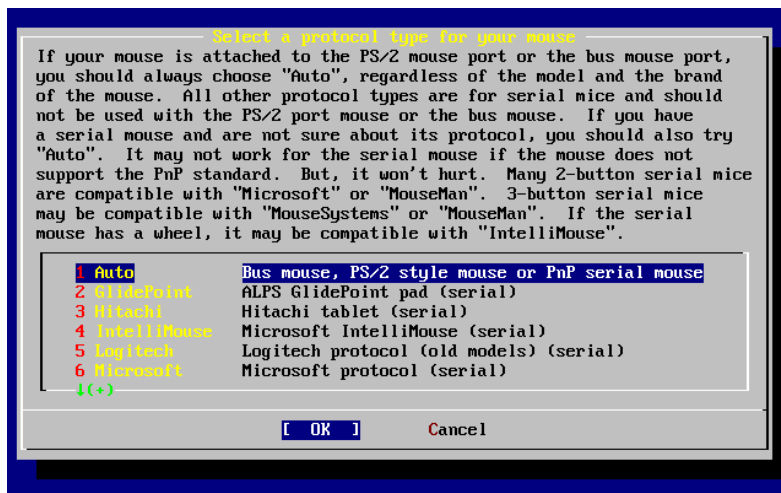 Select a protocol type for your mouse
If your mouse is attached to the PS/2 mouse port or the bus mouse port,
you should always choose "Auto", regardless of the model and the brand
of the mouse.  All other protocol types are for serial mice and should
not be used with the PS/2 port mouse or the bus mouse.  If you have
a serial mouse and are not sure about its protocol, you should also try
"Auto".  It may not work for the serial mouse if the mouse does not
support the PnP standard.  But, it won't hurt.  Many 2-button serial mice
are compatible with "Microsoft" or "MouseMan".  3-button serial mice
may be compatible with "MouseSystems" or "MouseMan".  If the serial
mouse has a wheel, it may be compatible with "IntelliMouse".
1 Auto Bus mouse, PS/2 style mouse or PnP serial mouse
2 GlidePoint ALPS GlidePoint pad (serial)
3 Hitachi Hitachi tablet (serial)
4 IntelliMouse Microsoft IntelliMouse (serial)
5 Logitech Logitech protocol (old models) (serial)
6 Microsoft Microsoft protocol (serial)
↓(+)
[ OK ] Cancel